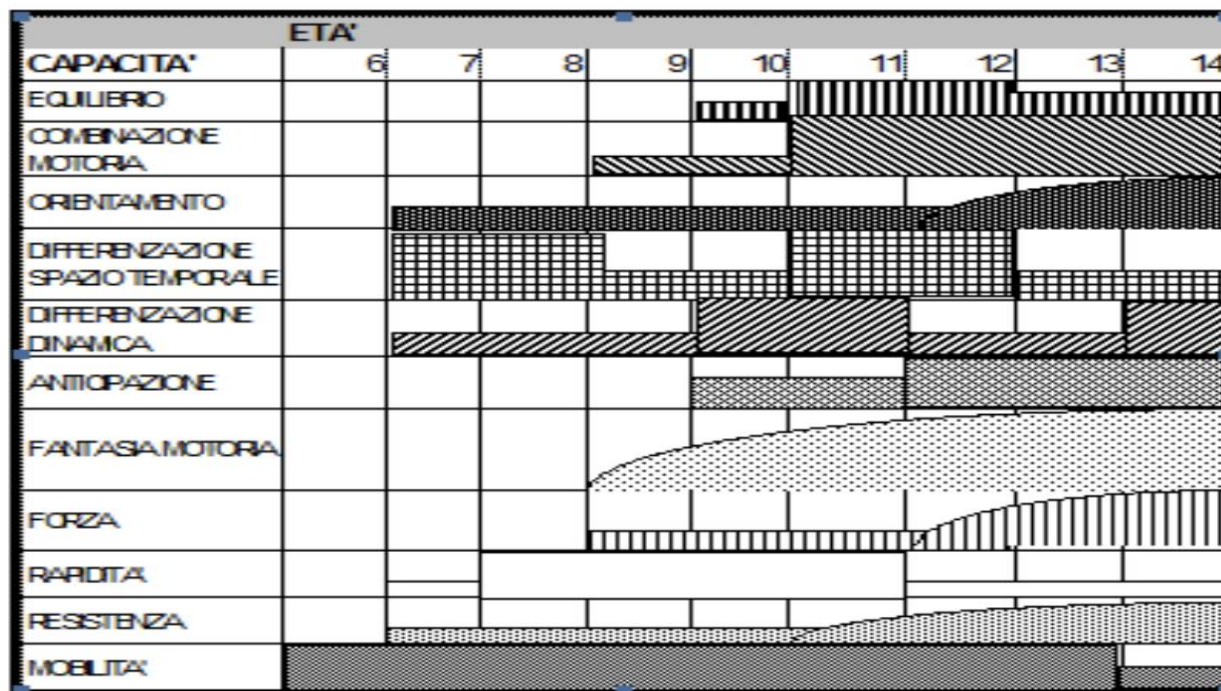 ETA'
CAPACITA' 6 7 8 9 10 11 12 13 14
EQUILIBRIO
COMBINAZIONE
MOTORIA
ORIENTAMENTO
DIFFERENZAZIONE
SPAZIO TEMPORALE
DIFFERENZAZIONE
DINAMICA
ANTICIPAZIONE
FANTASIA MOTORIA
FORZA
RAPIDITA'
RESISTENZA
MOBILITA'